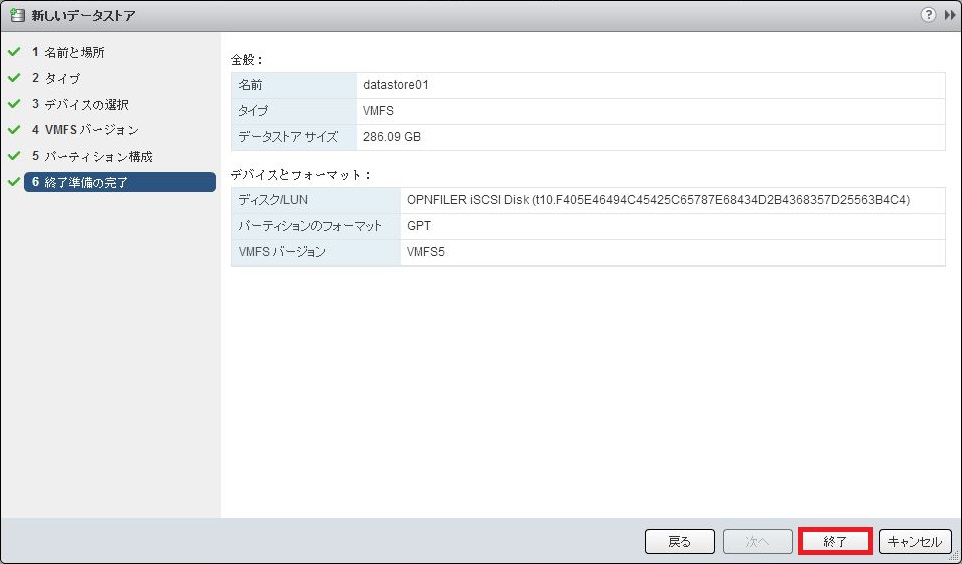 新しいデータストア
?
1 名前と場所
2 タイプ
3 デバイスの選択
4 VMFS バージョン
5 パーティション構成
6 終了準備の完了
全般：
名前 datastore01
タイプ VMFS
データストア サイズ 286.09 GB
デバイスとフォーマット：
ディスク/LUN OPNFILER iSCSI Disk (t10.F405E46494C45425C65787E68434D2B4368357D25563B4C4)
パーティションのフォーマット GPT
VMFS バージョン VMFS5
戻る 次へ 終了 キャンセル